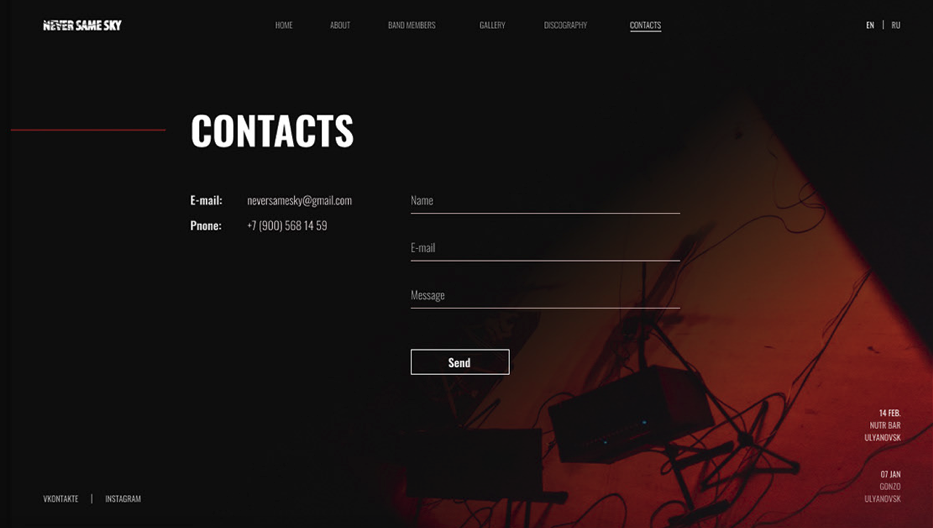 NEVER SAME SKY
HOME ABOUT BAND MEMBERS GALLERY DISCOGRAPHY CONTACTS
EN | RU
CONTACTS
E-mail: neversamesky@gmail.com
Pnone: +7 (900) 568 14 59
Name
E-mail
Message
Send
14 FEB.
NUTR BAR
ULYANOVSK
07 JAN
GONZO
ULYANOVSK
VKONTAKTE | INSTAGRAM